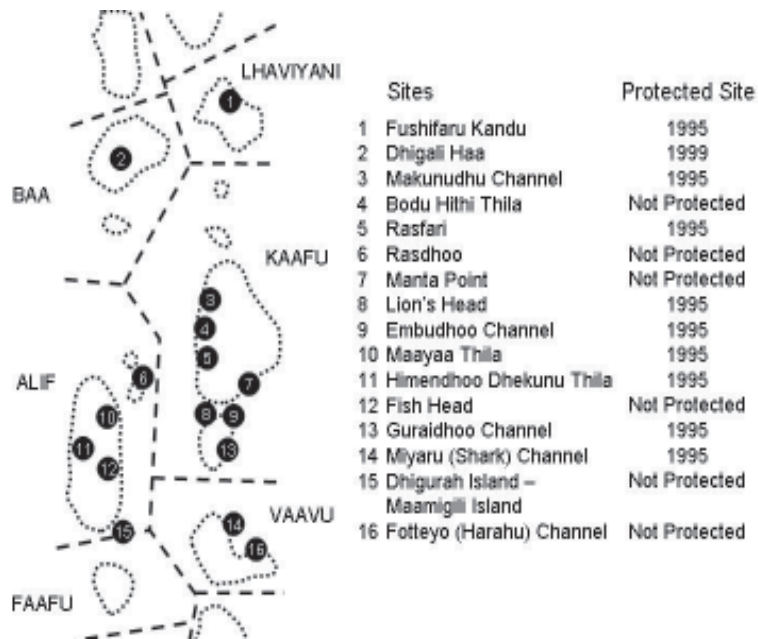 LHAVIYANI
BAA
KAAFU
ALIF
VAAVU
FAAFU
1
2
3
4
5
6
7
8
9
10
11
12
13
14
15
16
Sites Protected Site
1 Fushifaru Kandu 1995
2 Dhigali Haa 1999
3 Makunudhu Channel 1995
4 Bodu Hithi Thila Not Protected
5 Rasfari 1995
6 Rasdhoo Not Protected
7 Manta Point Not Protected
8 Lion's Head 1995
9 Embudhoo Channel 1995
10 Maayaa Thila 1995
11 Himendhoo Dhekunu Thila 1995
12 Fish Head Not Protected
13 Guraidhoo Channel 1995
14 Miyaru (Shark) Channel 1995
15 Dhigurah Island – Not Protected
Maamigili Island
16 Fotteyo (Harahu) Channel Not Protected